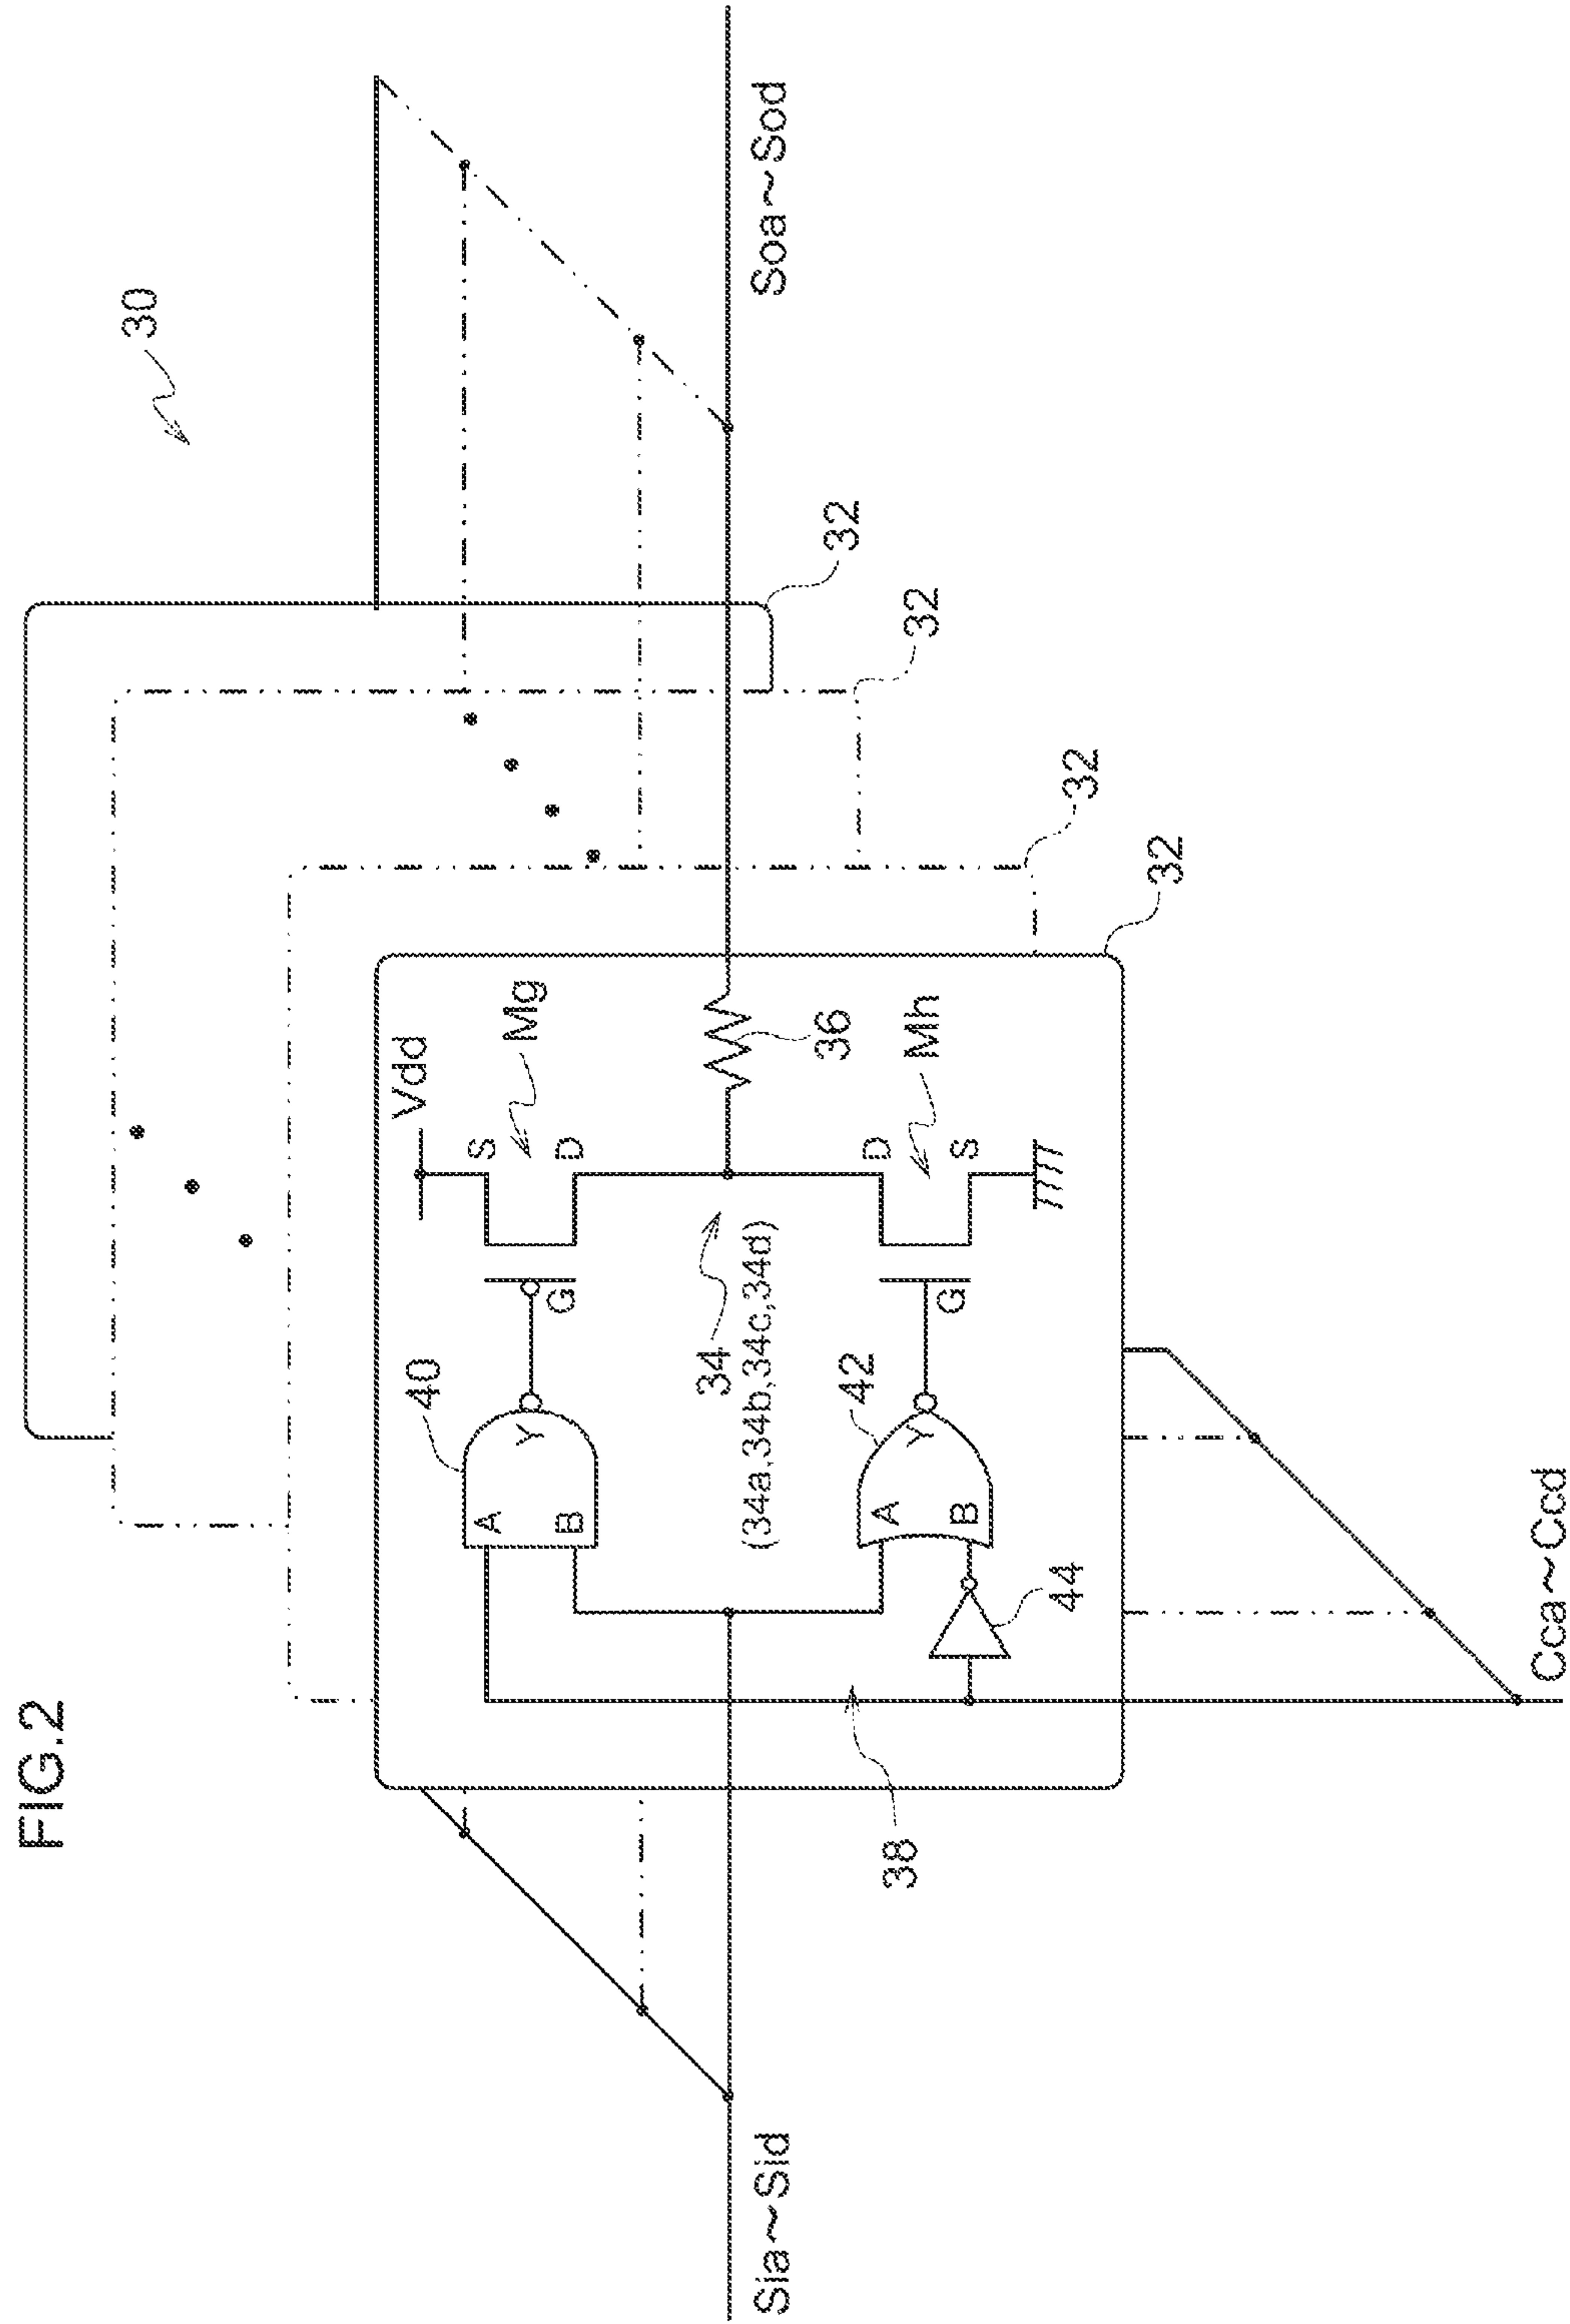 FIG.2
30
32
32
32
32
Vdd
S
Mg
D
40
A
B
Y
G
36
34
(34a,34b,34c,34d)
42
A
B
Y
G
D
Mh
S
44
38
Sia~Sid
Soa~Sod
Cca~Ccd